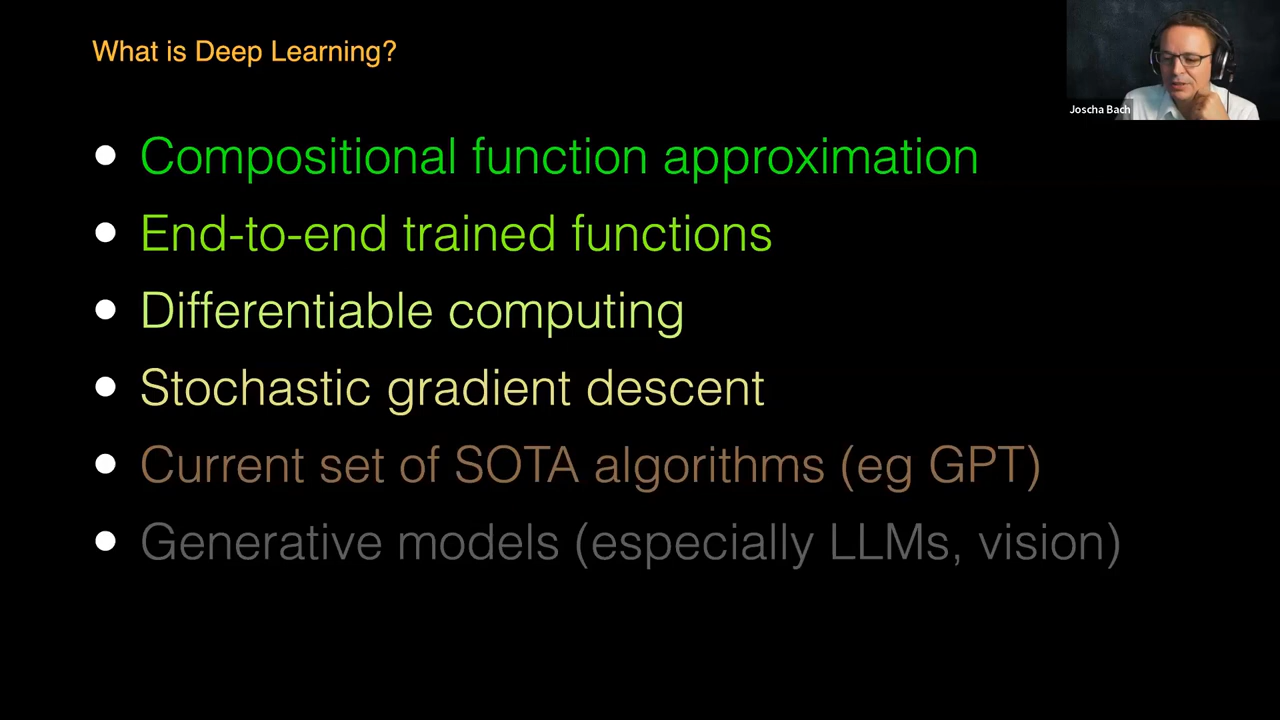 What is Deep Learning?
Joscha Bach
• Compositional function approximation
• End-to-end trained functions
• Differentiable computing
• Stochastic gradient descent
• Current set of SOTA algorithms (eg GPT)
• Generative models (especially LLMs, vision)